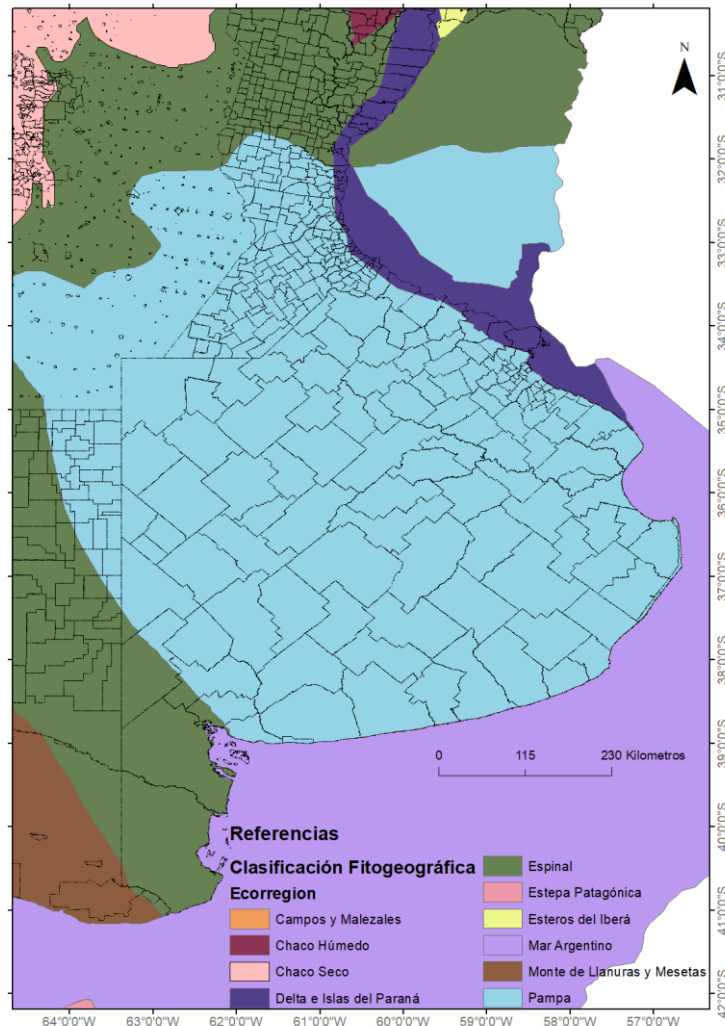 N
31°0'0"S
32°0'0"S
33°0'0"S
34°0'0"S
35°0'0"S
36°0'0"S
37°0'0"S
38°0'0"S
39°0'0"S
40°0'0"S
41°0'0"S
42°0'0"S
0 115 230 Kilometros
Referencias
Clasificación Fitogeográfica
Ecorregion
Campos y Malezales
Chaco Húmedo
Chaco Seco
Delta e Islas del Paraná
Espinal
Estepa Patagónica
Esteros del Iberá
Mar Argentino
Monte de Llanuras y Mesetas
Pampa
64°0'0"W 63°0'0"W 62°0'0"W 61°0'0"W 60°0'0"W 59°0'0"W 58°0'0"W 57°0'0"W